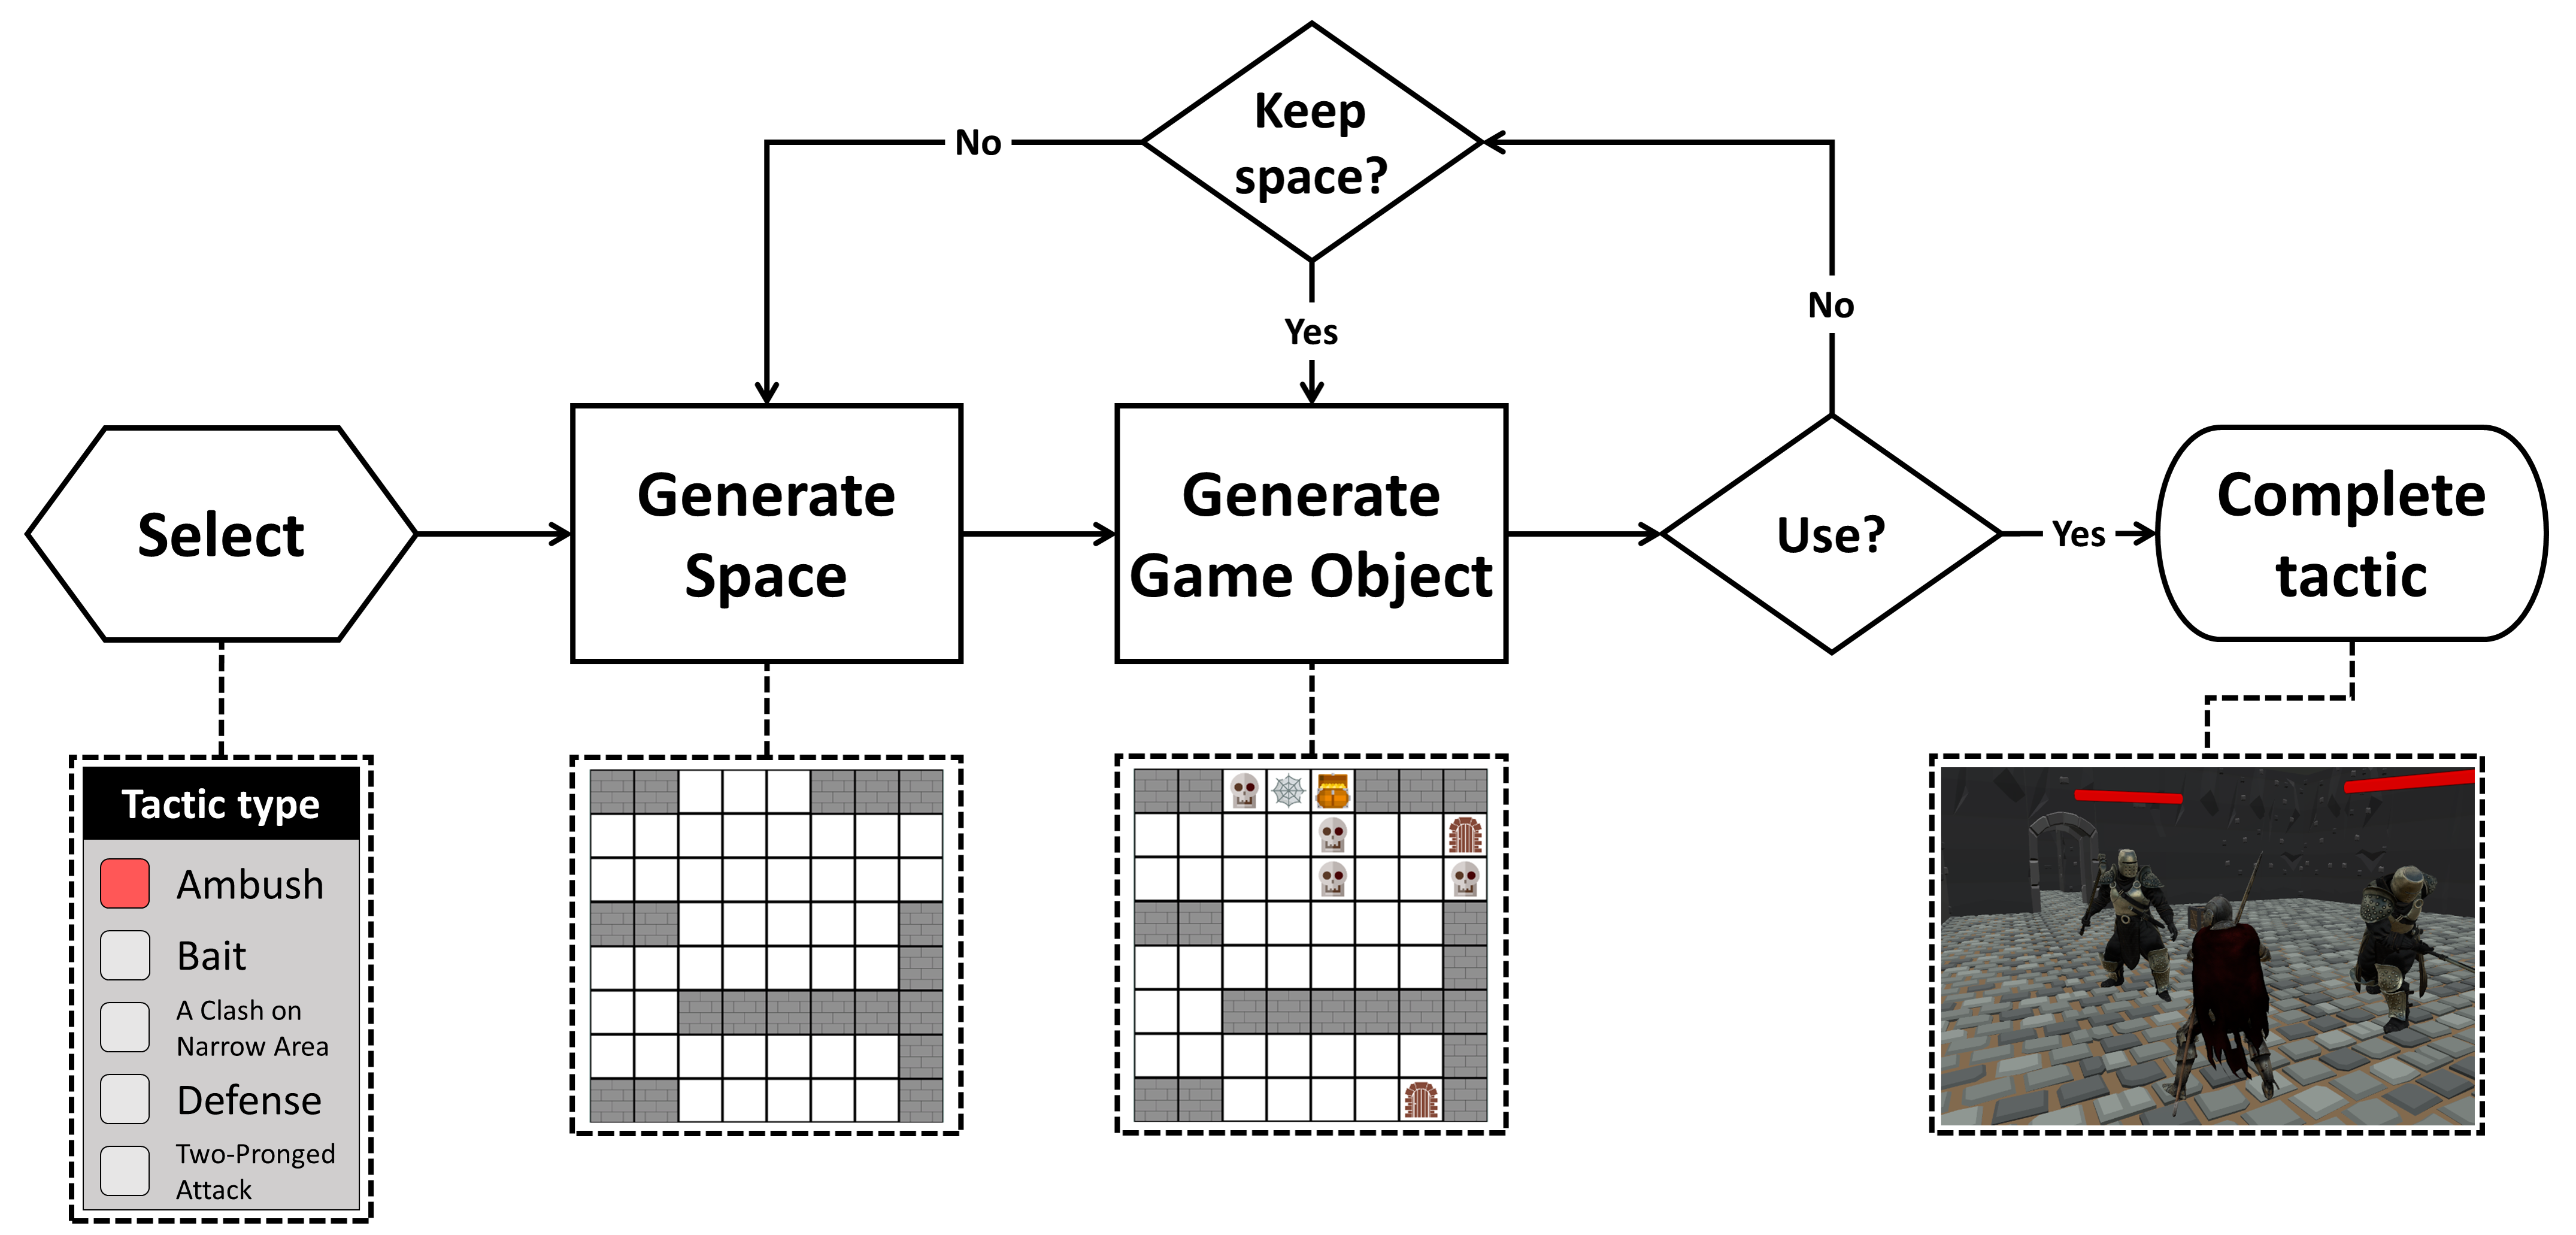 Keep
space?
No
Yes
No
Select
Generate
Space
Generate
Game Object
Use?
Yes
Complete
tactic
Tactic type
Ambush
Bait
A Clash on
Narrow Area
Defense
Two-Pronged
Attack